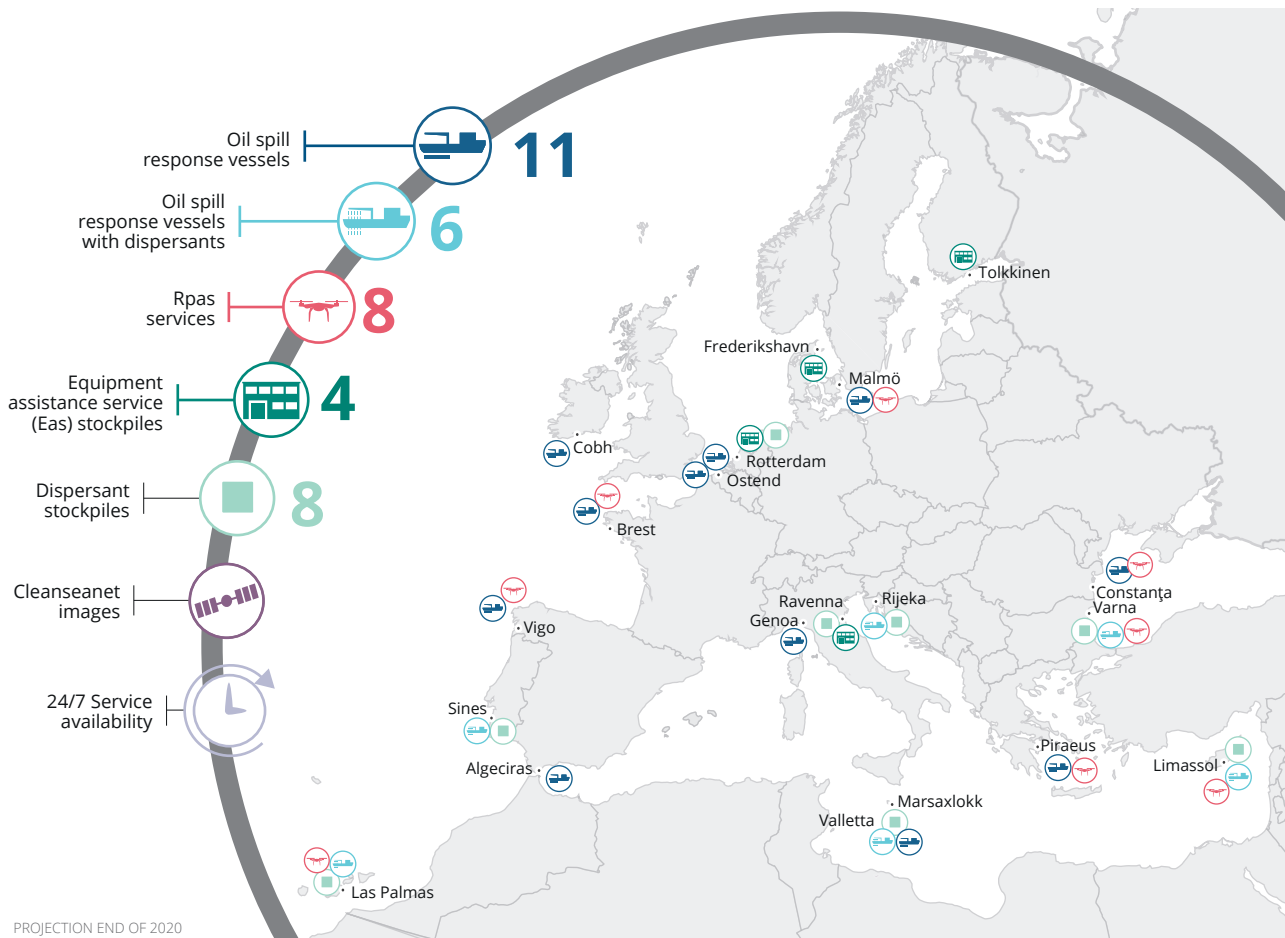 Oil spill
response vessels
11
Oil spill
response vessels
with dispersants
6
Rpas
services
8
Equipment
assistance service
(Eas) stockpiles
4
Dispersant
stockpiles
8
Cleanseanet
images
24/7 Service
availability
Tolkkinen
Frederikshavn
Malmö
Cobh
Rotterdam
Ostend
Brest
Constanţa
Varna
Ravenna
Rijeka
Genoa
Vigo
Sines
Algeciras
Piraeus
Limassol
Marsaxlokk
Valletta
Las Palmas
PROJECTION END OF 2020